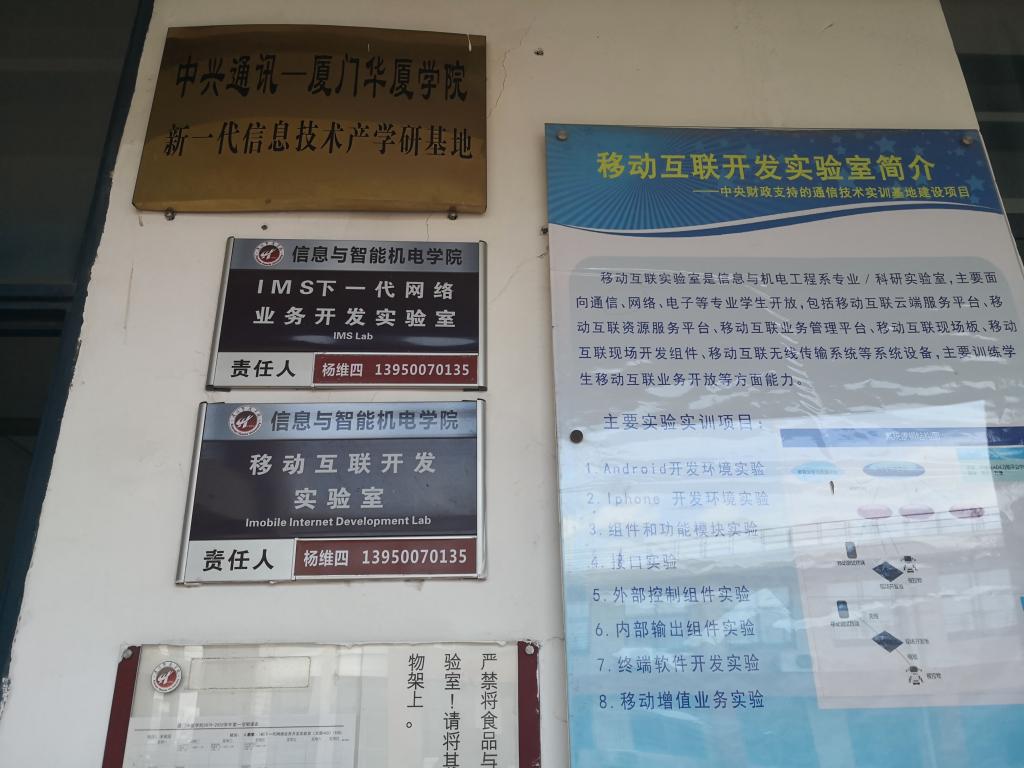 中兴通讯—厦门华厦学院
新一代信息技术产学研基地
信息与智能机电学院
IMS下一代网络
业务开发实验室
IMS Lab
责任人 杨维四 13950070135
信息与智能机电学院
移动互联开发
实验室
Imobile Internet Development Lab
责任人 杨维四 13950070135
严禁将食品与
验室！请将其
物架上。
移动互联开发实验室简介
——中央财政支持的通信技术实训基地建设项目
移动互联实验室是信息与机电工程系专业/科研实验室，主要面
向通信、网络、电子等专业学生开放，包括移动互联云端服务平台、移
动互联资源服务平台、移动互联业务管理平台、移动互联现场板、移动
互联现场开发组件、移动互联无线传输系统等系统设备，主要训练学
生移动互联业务开放等方面能力。
主要实验实训项目：
1.Android开发环境实验
2.Iphone 开发环境实验
3.组件和功能模块实验
4.接口实验
5.外部控制组件实验
6.内部输出组件实验
7.终端软件开发实验
8.移动增值业务实验